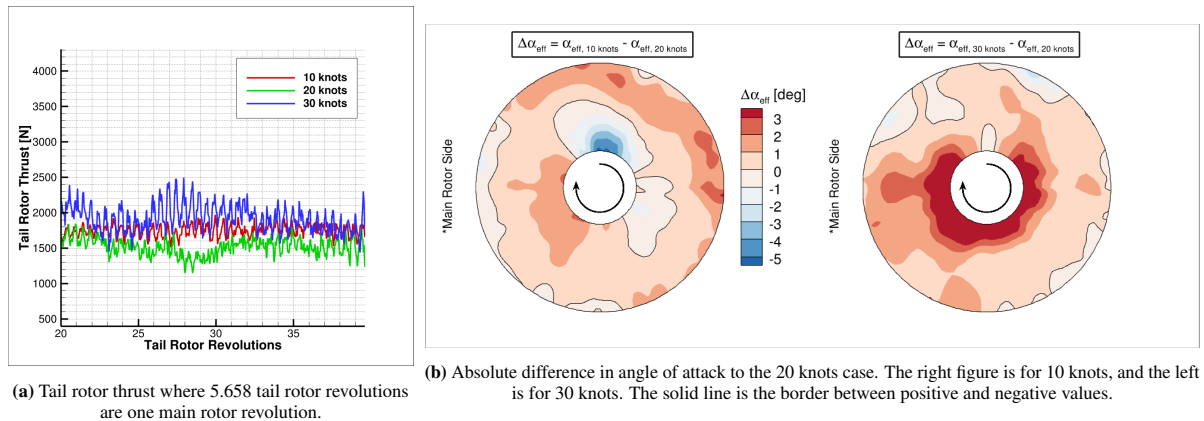 4000
3500
3000
2500
2000
1500
1000
500
20
25
30
35
Tail Rotor Thrust [N]
Tail Rotor Revolutions
10 knots
20 knots
30 knots
(a) Tail rotor thrust where 5.658 tail rotor revolutions
are one main rotor revolution.
Δα_eff = α_eff, 10 knots - α_eff, 20 knots
*Main Rotor Side
Δα_eff [deg]
3
2
1
0
-1
-2
-3
-4
-5
Δα_eff = α_eff, 30 knots - α_eff, 20 knots
*Main Rotor Side
(b) Absolute difference in angle of attack to the 20 knots case. The right figure is for 10 knots, and the left
is for 30 knots. The solid line is the border between positive and negative values.